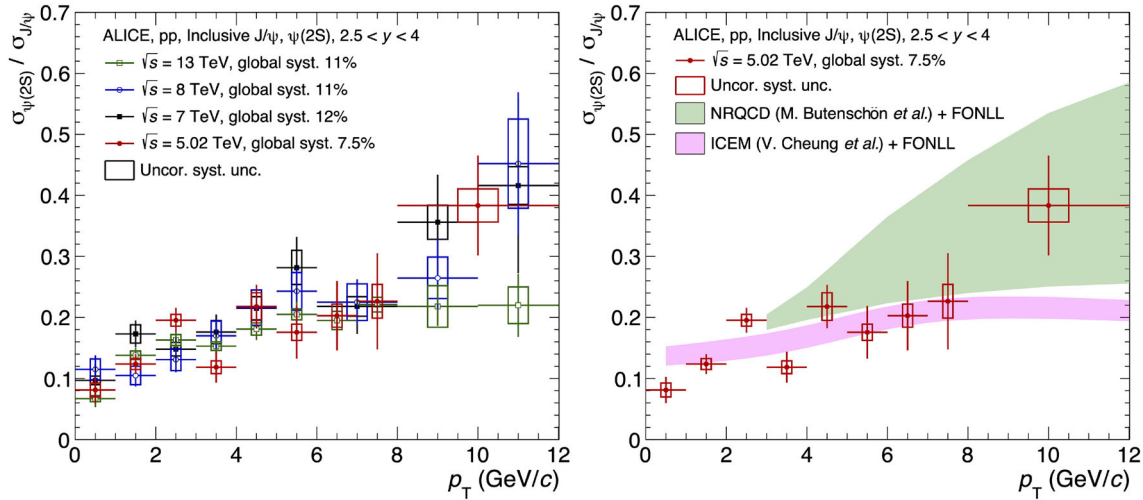 σψ(2S) / σJ/ψ
0.7
0.6
0.5
0.4
0.3
0.2
0.1
0
ALICE, pp, Inclusive J/ψ, ψ(2S), 2.5 < y < 4
√s = 13 TeV, global syst. 11%
√s = 8 TeV, global syst. 11%
√s = 7 TeV, global syst. 12%
√s = 5.02 TeV, global syst. 7.5%
Uncor. syst. unc.
0 2 4 6 8 10 12
pT (GeV/c)
σψ(2S) / σJ/ψ
0.7
0.6
0.5
0.4
0.3
0.2
0.1
0
ALICE, pp, Inclusive J/ψ, ψ(2S), 2.5 < y < 4
√s = 5.02 TeV, global syst. 7.5%
Uncor. syst. unc.
NRQCD (M. Butenschön et al.) + FONLL
ICEM (V. Cheung et al.) + FONLL
0 2 4 6 8 10 12
pT (GeV/c)